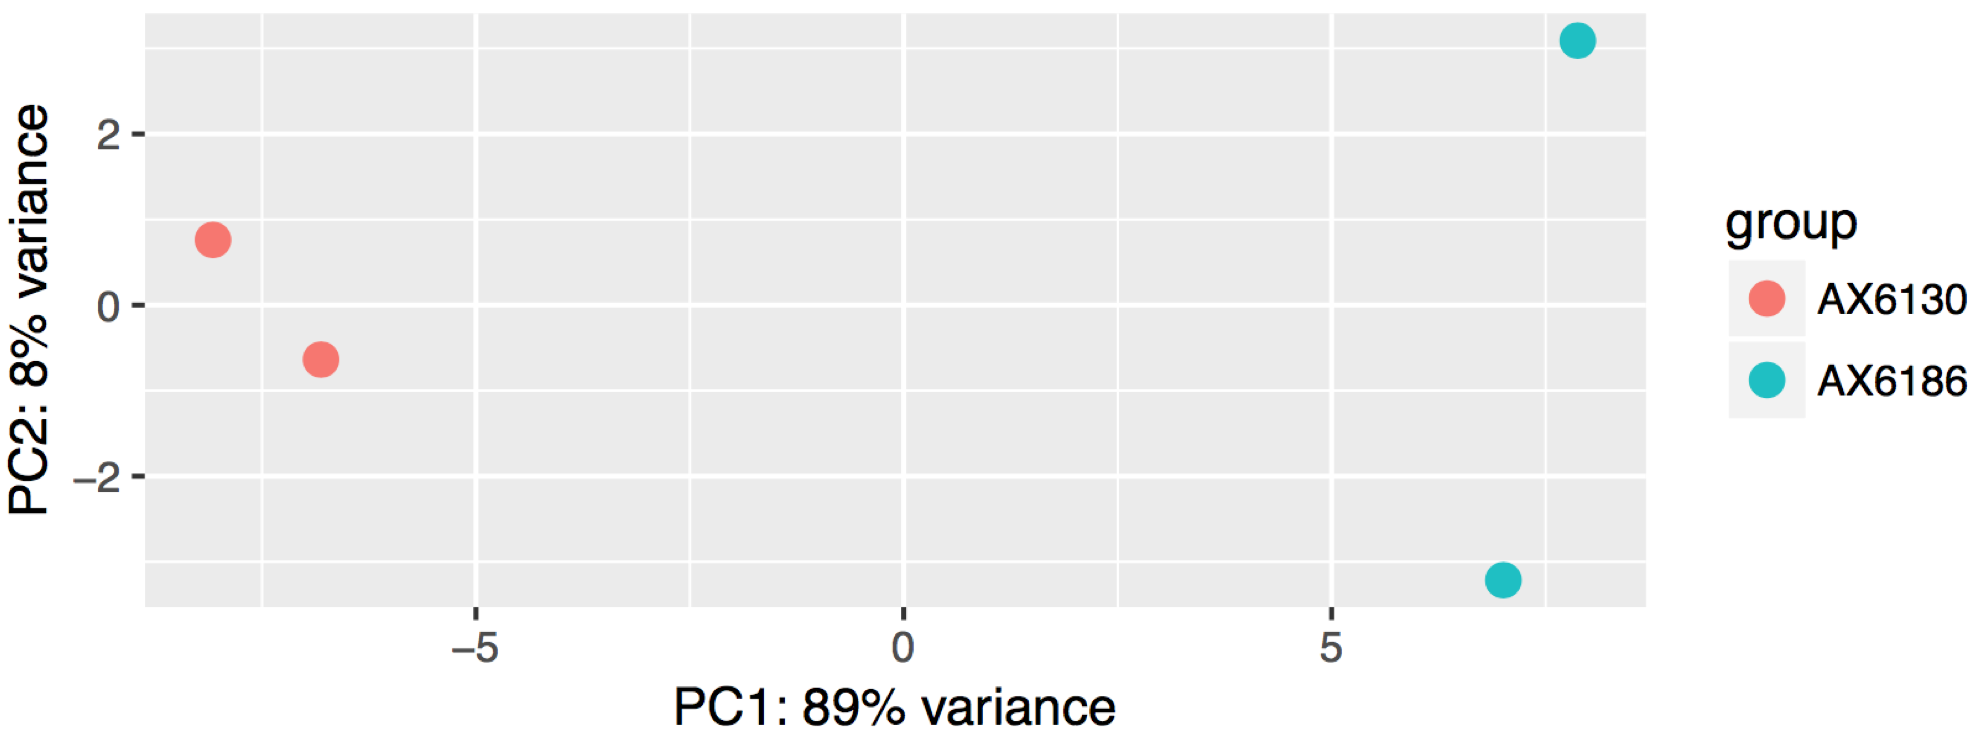 PC2: 8% variance
2
0
−2
−5
0
5
PC1: 89% variance
group
AX6130
AX6186